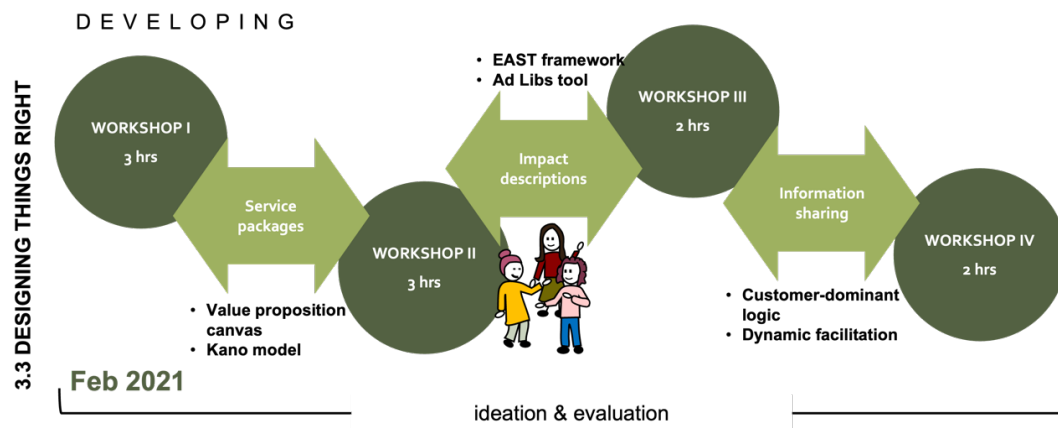 DEVELOPING
3.3 DESIGNING THINGS RIGHT
WORKSHOP I
3 hrs
Service
packages
• Value proposition
canvas
• Kano model
WORKSHOP II
3 hrs
• EAST framework
• Ad Libs tool
Impact
descriptions
WORKSHOP III
2 hrs
Information
sharing
• Customer-dominant
logic
• Dynamic facilitation
WORKSHOP IV
2 hrs
Feb 2021
ideation & evaluation